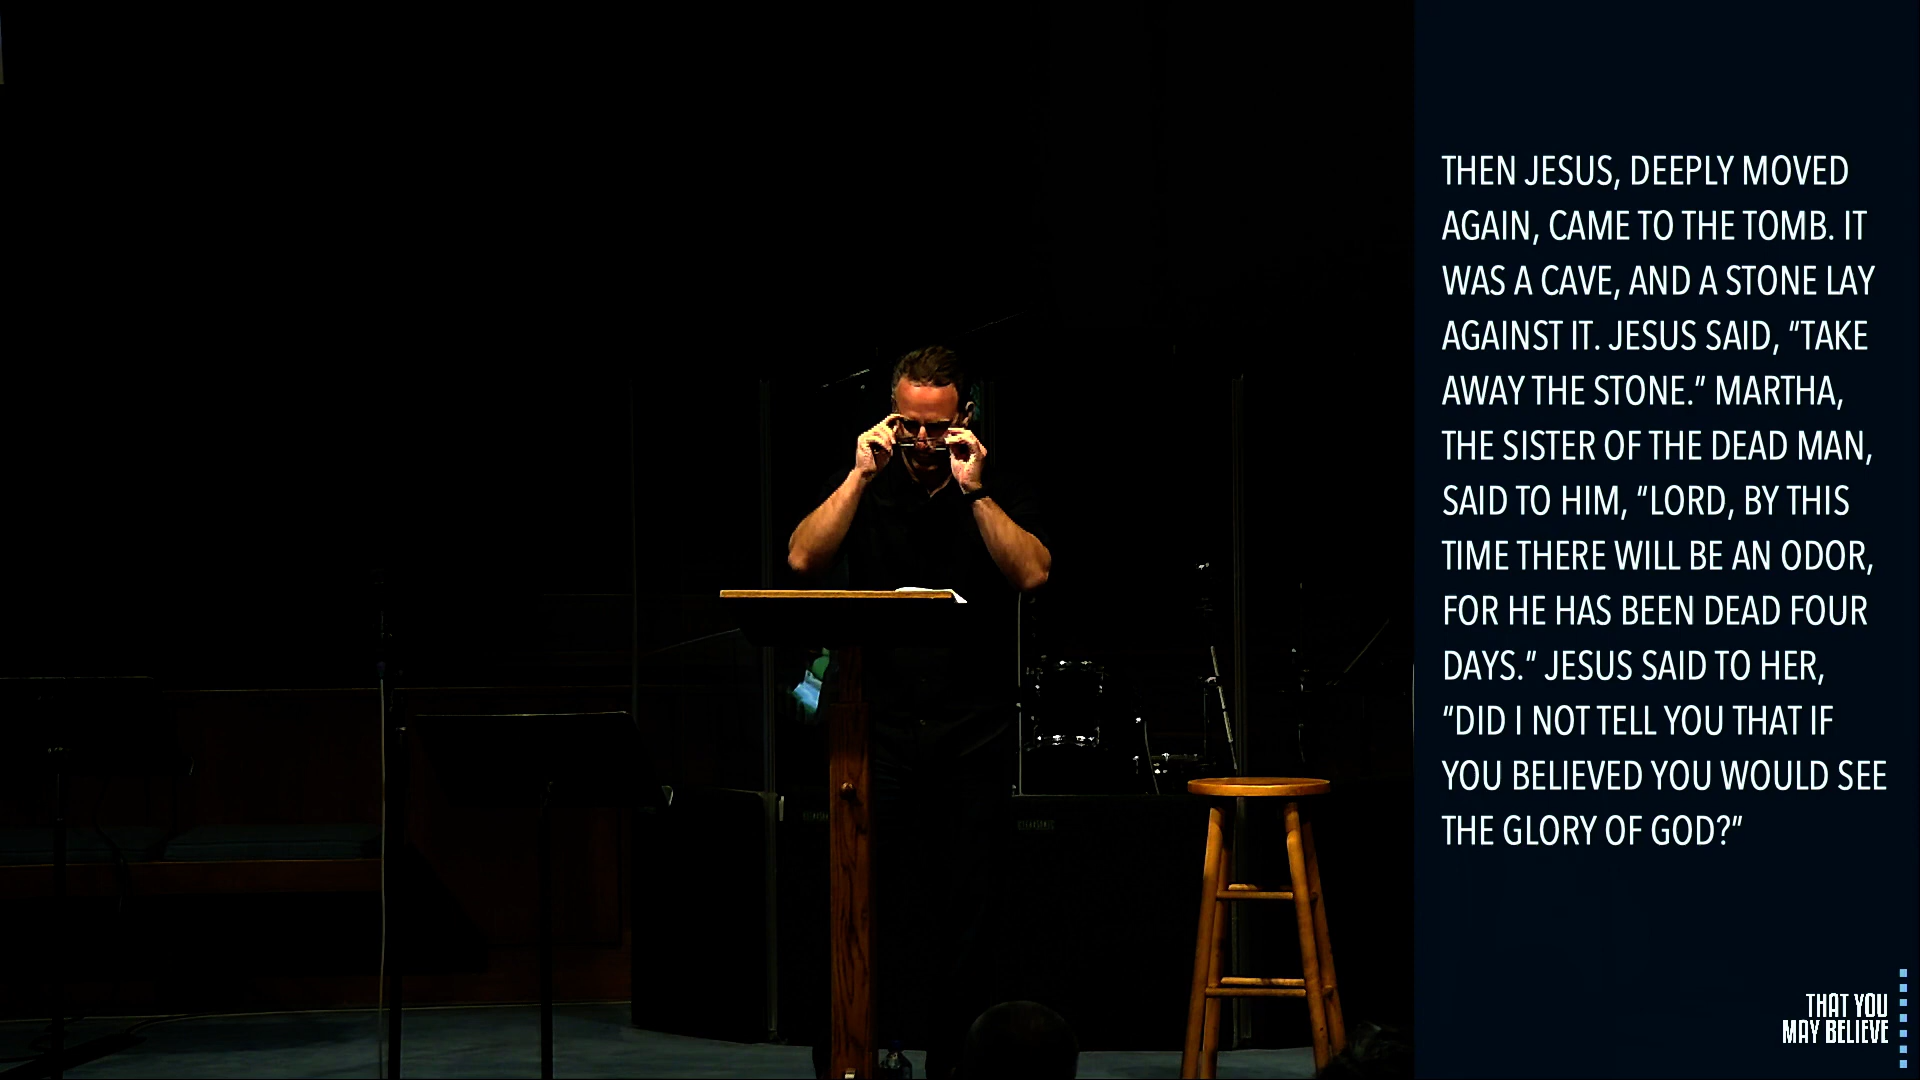 THEN JESUS, DEEPLY MOVED
AGAIN, CAME TO THE TOMB. IT
WAS A CAVE, AND A STONE LAY
AGAINST IT. JESUS SAID, “TAKE
AWAY THE STONE.” MARTHA,
THE SISTER OF THE DEAD MAN,
SAID TO HIM, “LORD, BY THIS
TIME THERE WILL BE AN ODOR,
FOR HE HAS BEEN DEAD FOUR
DAYS.” JESUS SAID TO HER,
“DID I NOT TELL YOU THAT IF
YOU BELIEVED YOU WOULD SEE
THE GLORY OF GOD?”
THAT YOU
MAY BELIEVE